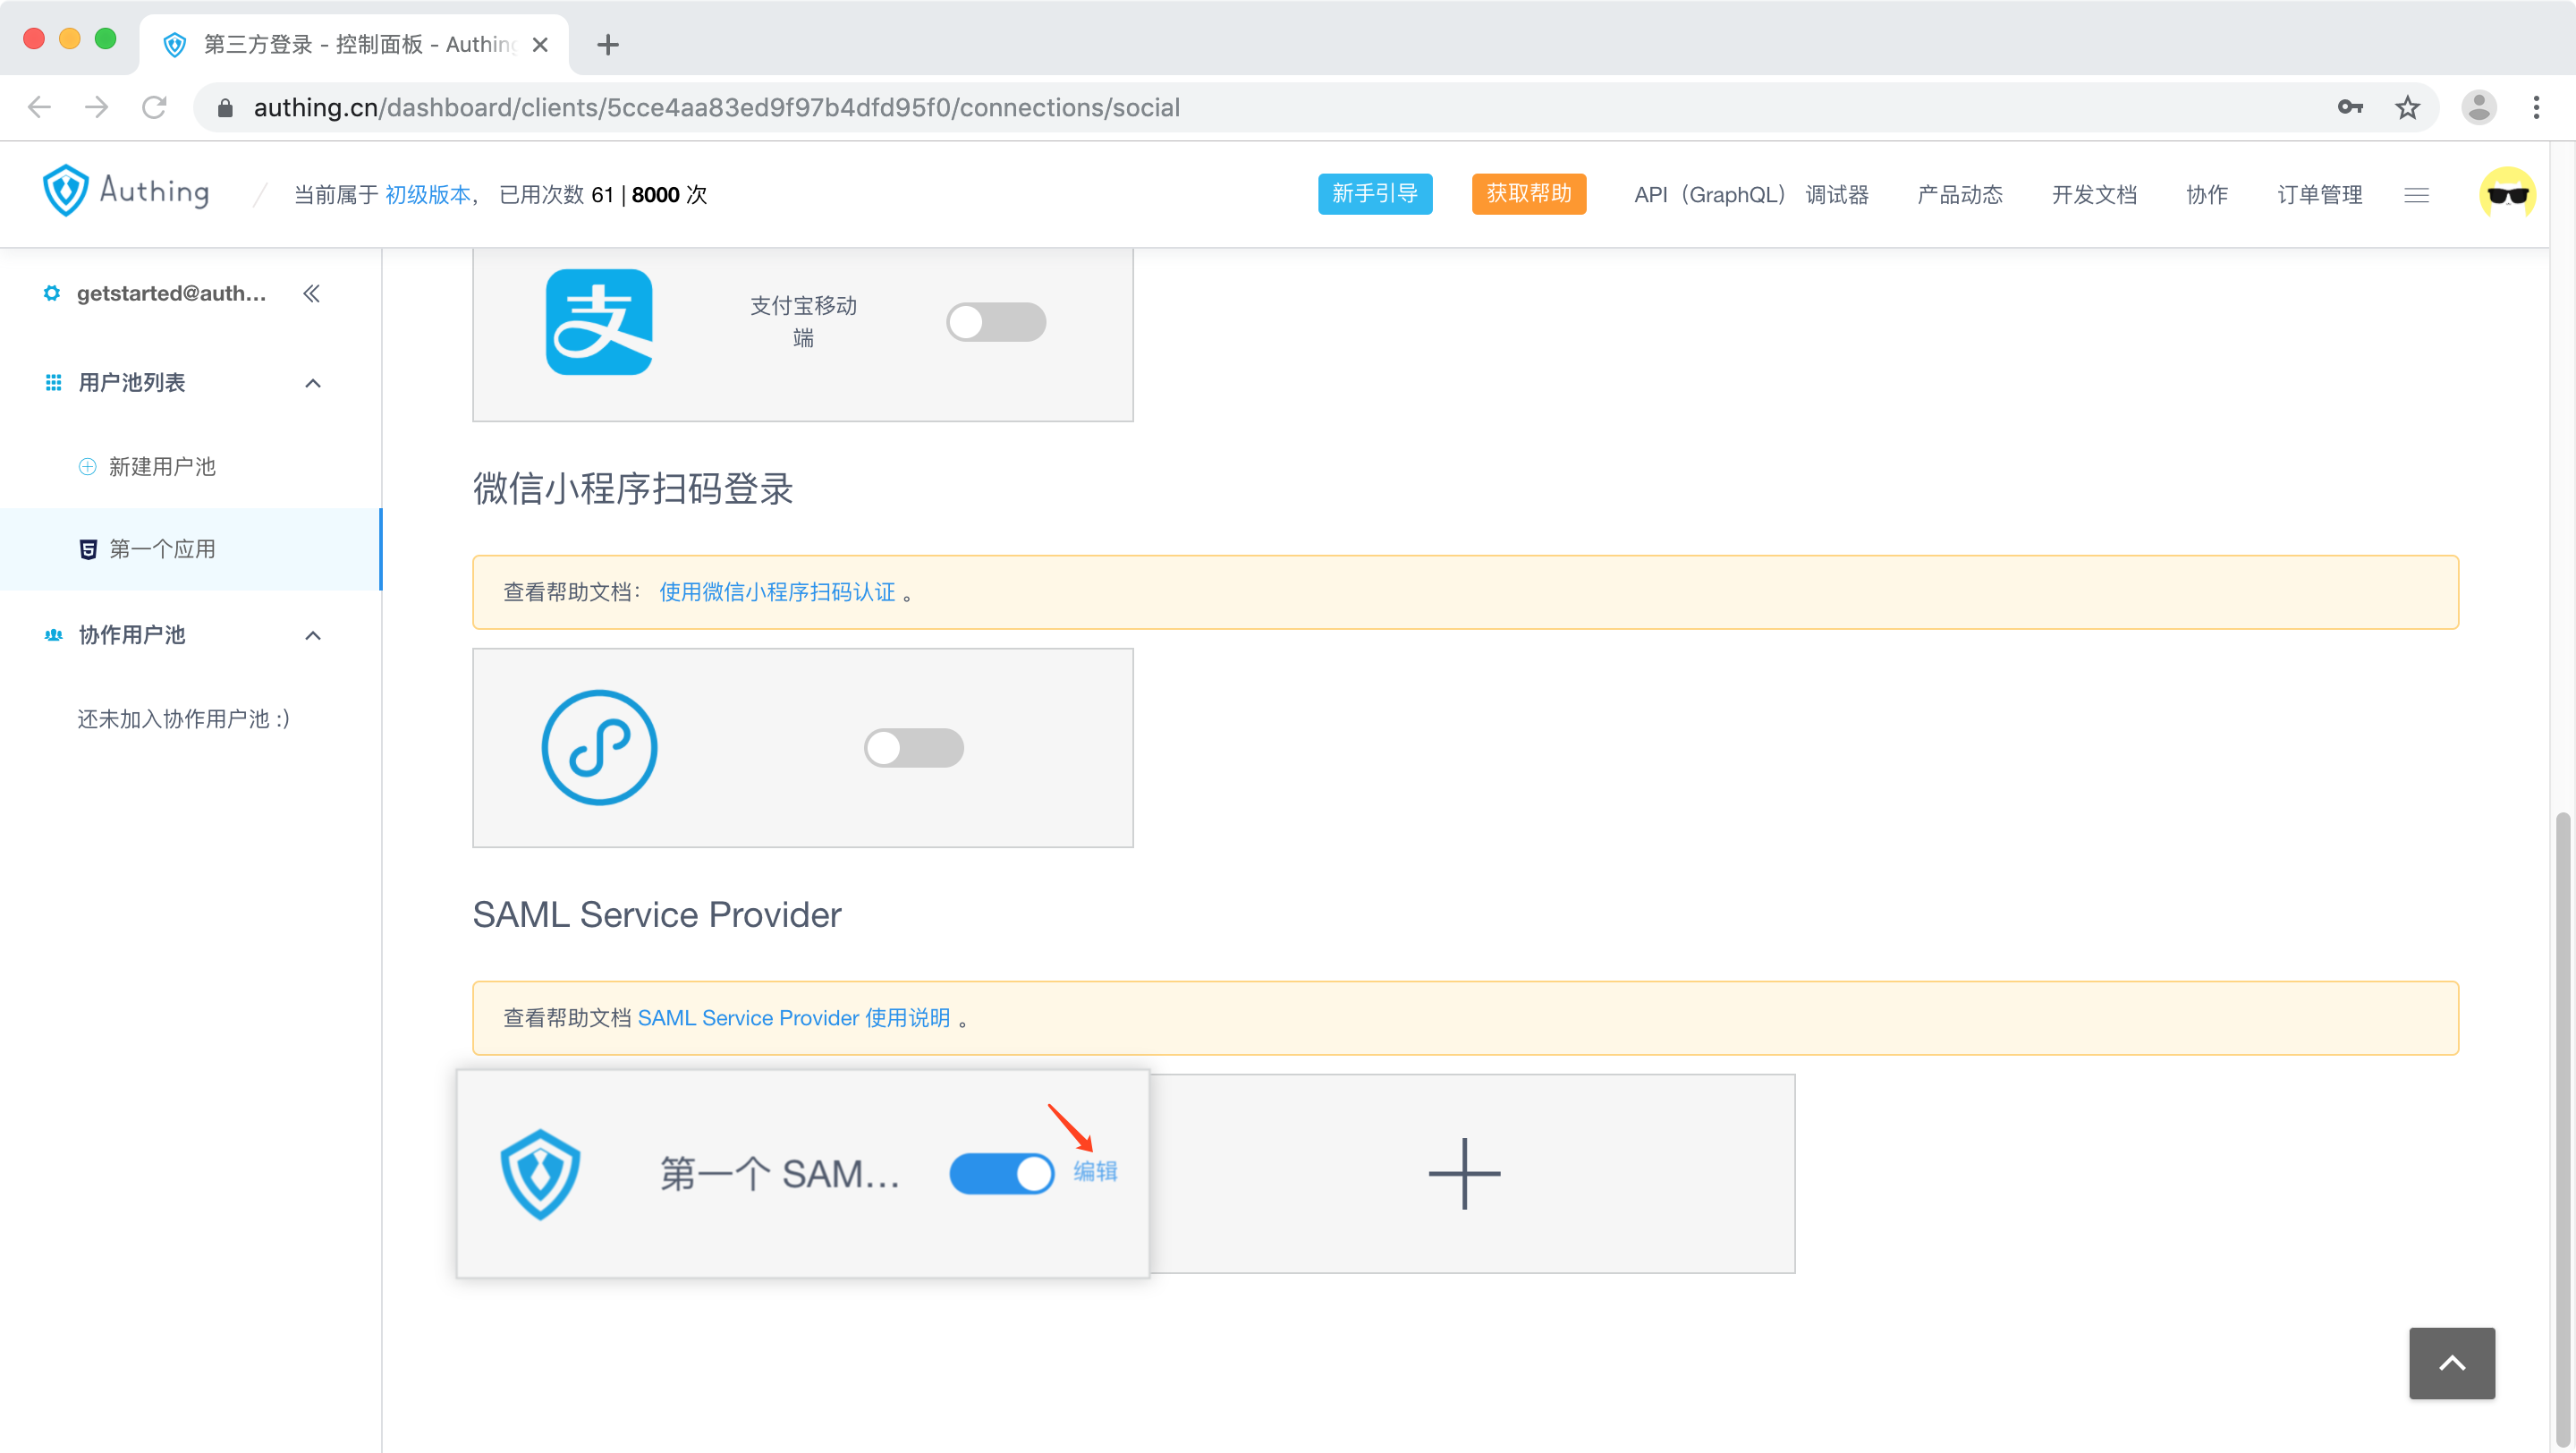 第三方登录 - 控制面板 - Authing
authing.cn/dashboard/clients/5cce4aa83ed9f97b4dfd95f0/connections/social
Authing
/ 当前属于 初级版本， 已用次数 61 | 8000 次
新手引导
获取帮助
API（GraphQL） 调试器
产品动态
开发文档
协作
订单管理
getstarted@auth...
用户池列表
新建用户池
第一个应用
协作用户池
还未加入协作用户池 :)
支付宝移动
端
微信小程序扫码登录
查看帮助文档： 使用微信小程序扫码认证 。
SAML Service Provider
查看帮助文档 SAML Service Provider 使用说明 。
第一个 SAM...
编辑